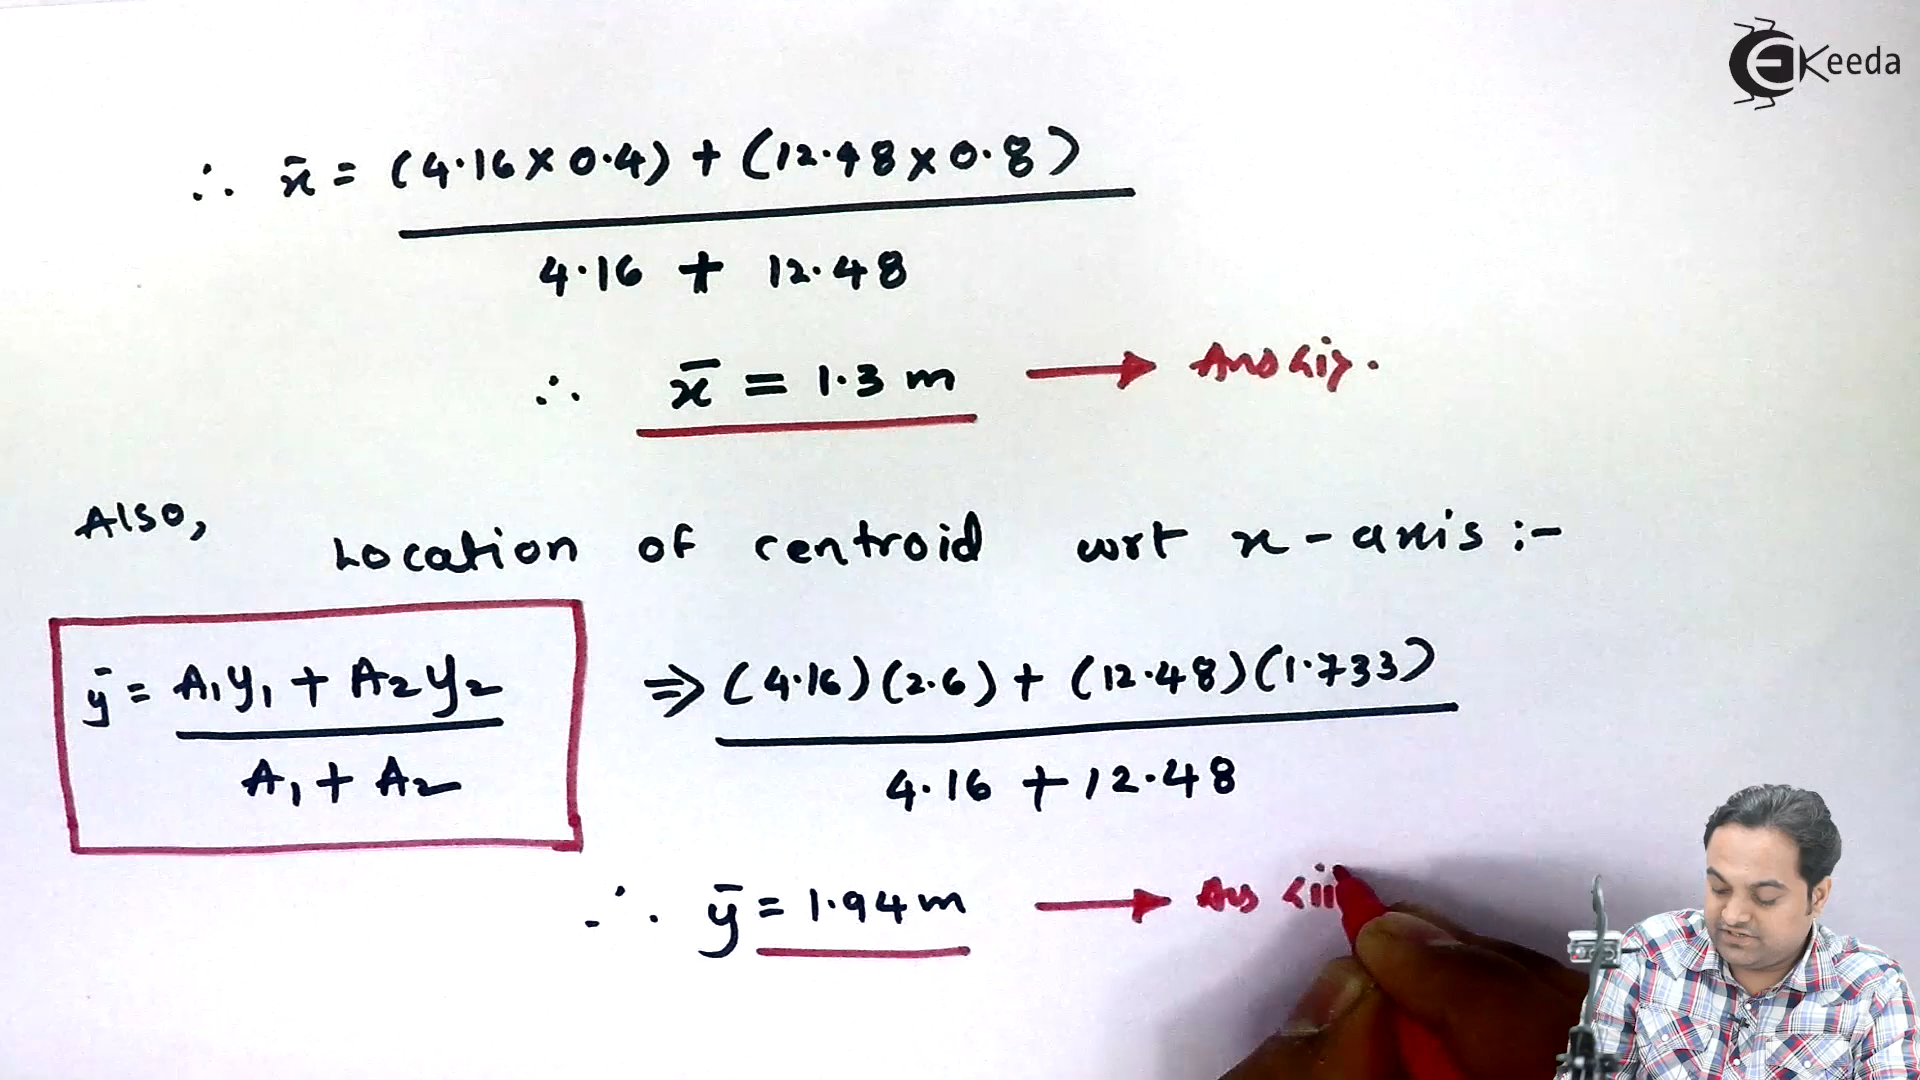 EKeeda
∴ x̄ = (4.16 × 0.4) + (12.48 × 0.8)
4.16 + 12.48
∴ x̄ = 1.3 m → Ans (i).
Also,
Location of centroid wrt x-axis :-
ȳ = A₁y₁ + A₂y₂
A₁ + A₂
⇒ (4.16)(2.6) + (12.48)(1.733)
4.16 + 12.48
∴ ȳ = 1.94 m → Ans (ii